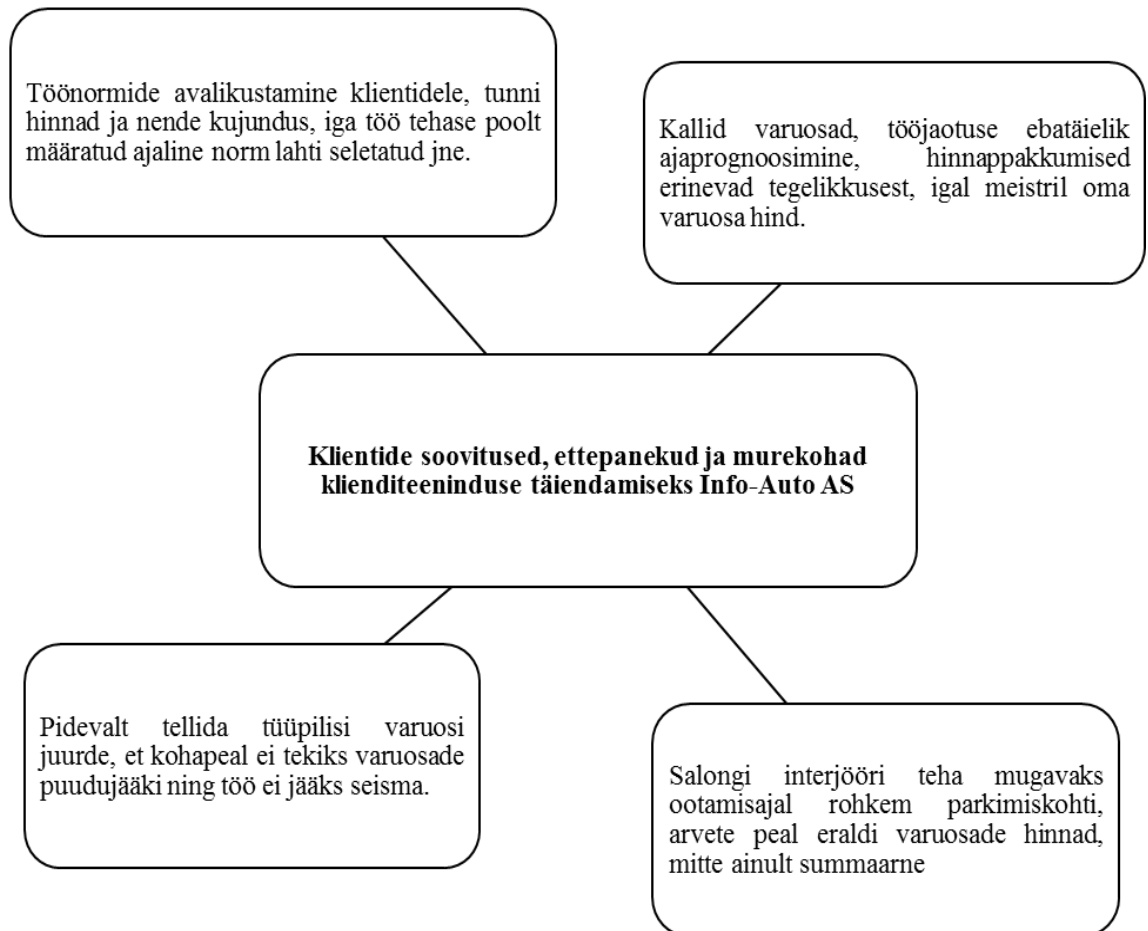 Töönormide avalikustamine klientidele, tunni
hinnad ja nende kujundus, iga töö tehase poolt
määratud ajaline norm lahti seletatud jne.
Kallid varuosad, tööjaotuse ebatäielik
ajaprognoosimine, hinnappakkumised
erinevad tegelikkusest, igal meistril oma
varuosa hind.
Klientide soovitused, ettepanekud ja murekohad
klienditeeninduse täiendamiseks Info-Auto AS
Pidevalt tellida tüüpilisi varuosi
juurde, et kohapeal ei tekiks varuosade
puudujääki ning töö ei jääks seisma.
Salongi interjööri teha mugavaks
ootamisajal rohkem parkimiskohti,
arvete peal eraldi varuosade hinnad,
mitte ainult summaarne